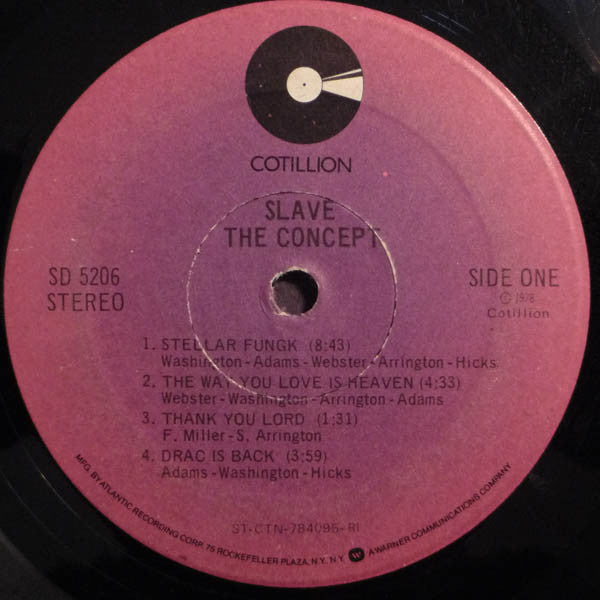 COTILLION
SLAVE
THE CONCEPT
SD 5206
STEREO
SIDE ONE
Ⓒ 1978
Cotillion
1. STELLAR FUNGK (8:43)
Washington - Adams - Webster - Arrington - Hicks
2. THE WAY YOU LOVE IS HEAVEN (4:33)
Webster - Washington - Arrington - Adams
3. THANK YOU LORD (1:31)
F. Miller - S. Arrington
4. DRAC IS BACK (3:59)
Adams - Washington - Hicks
ST-CTN-784095-RI
MFG. BY ATLANTIC RECORDING CORP. 75 ROCKEFELLER PLAZA, N.Y. N.Y. A WARNER COMMUNICATIONS COMPANY